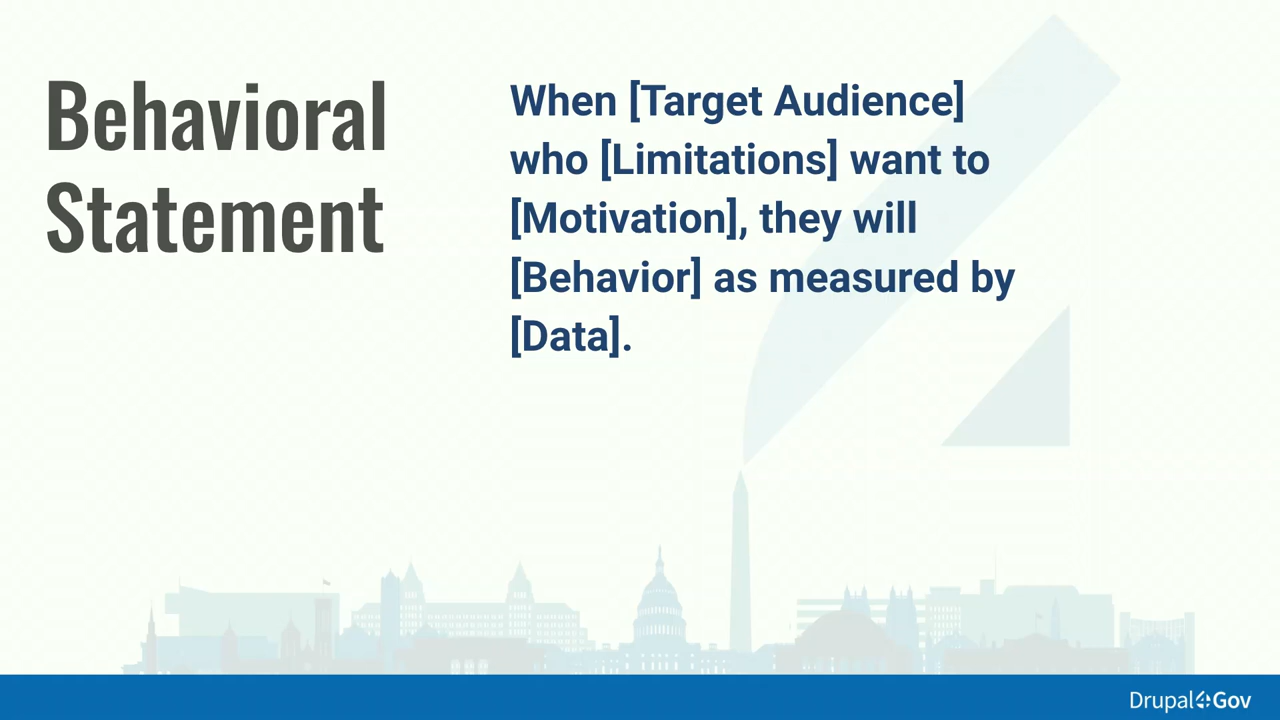 Behavioral
Statement
When [Target Audience]
who [Limitations] want to
[Motivation], they will
[Behavior] as measured by
[Data].
Drupal4Gov